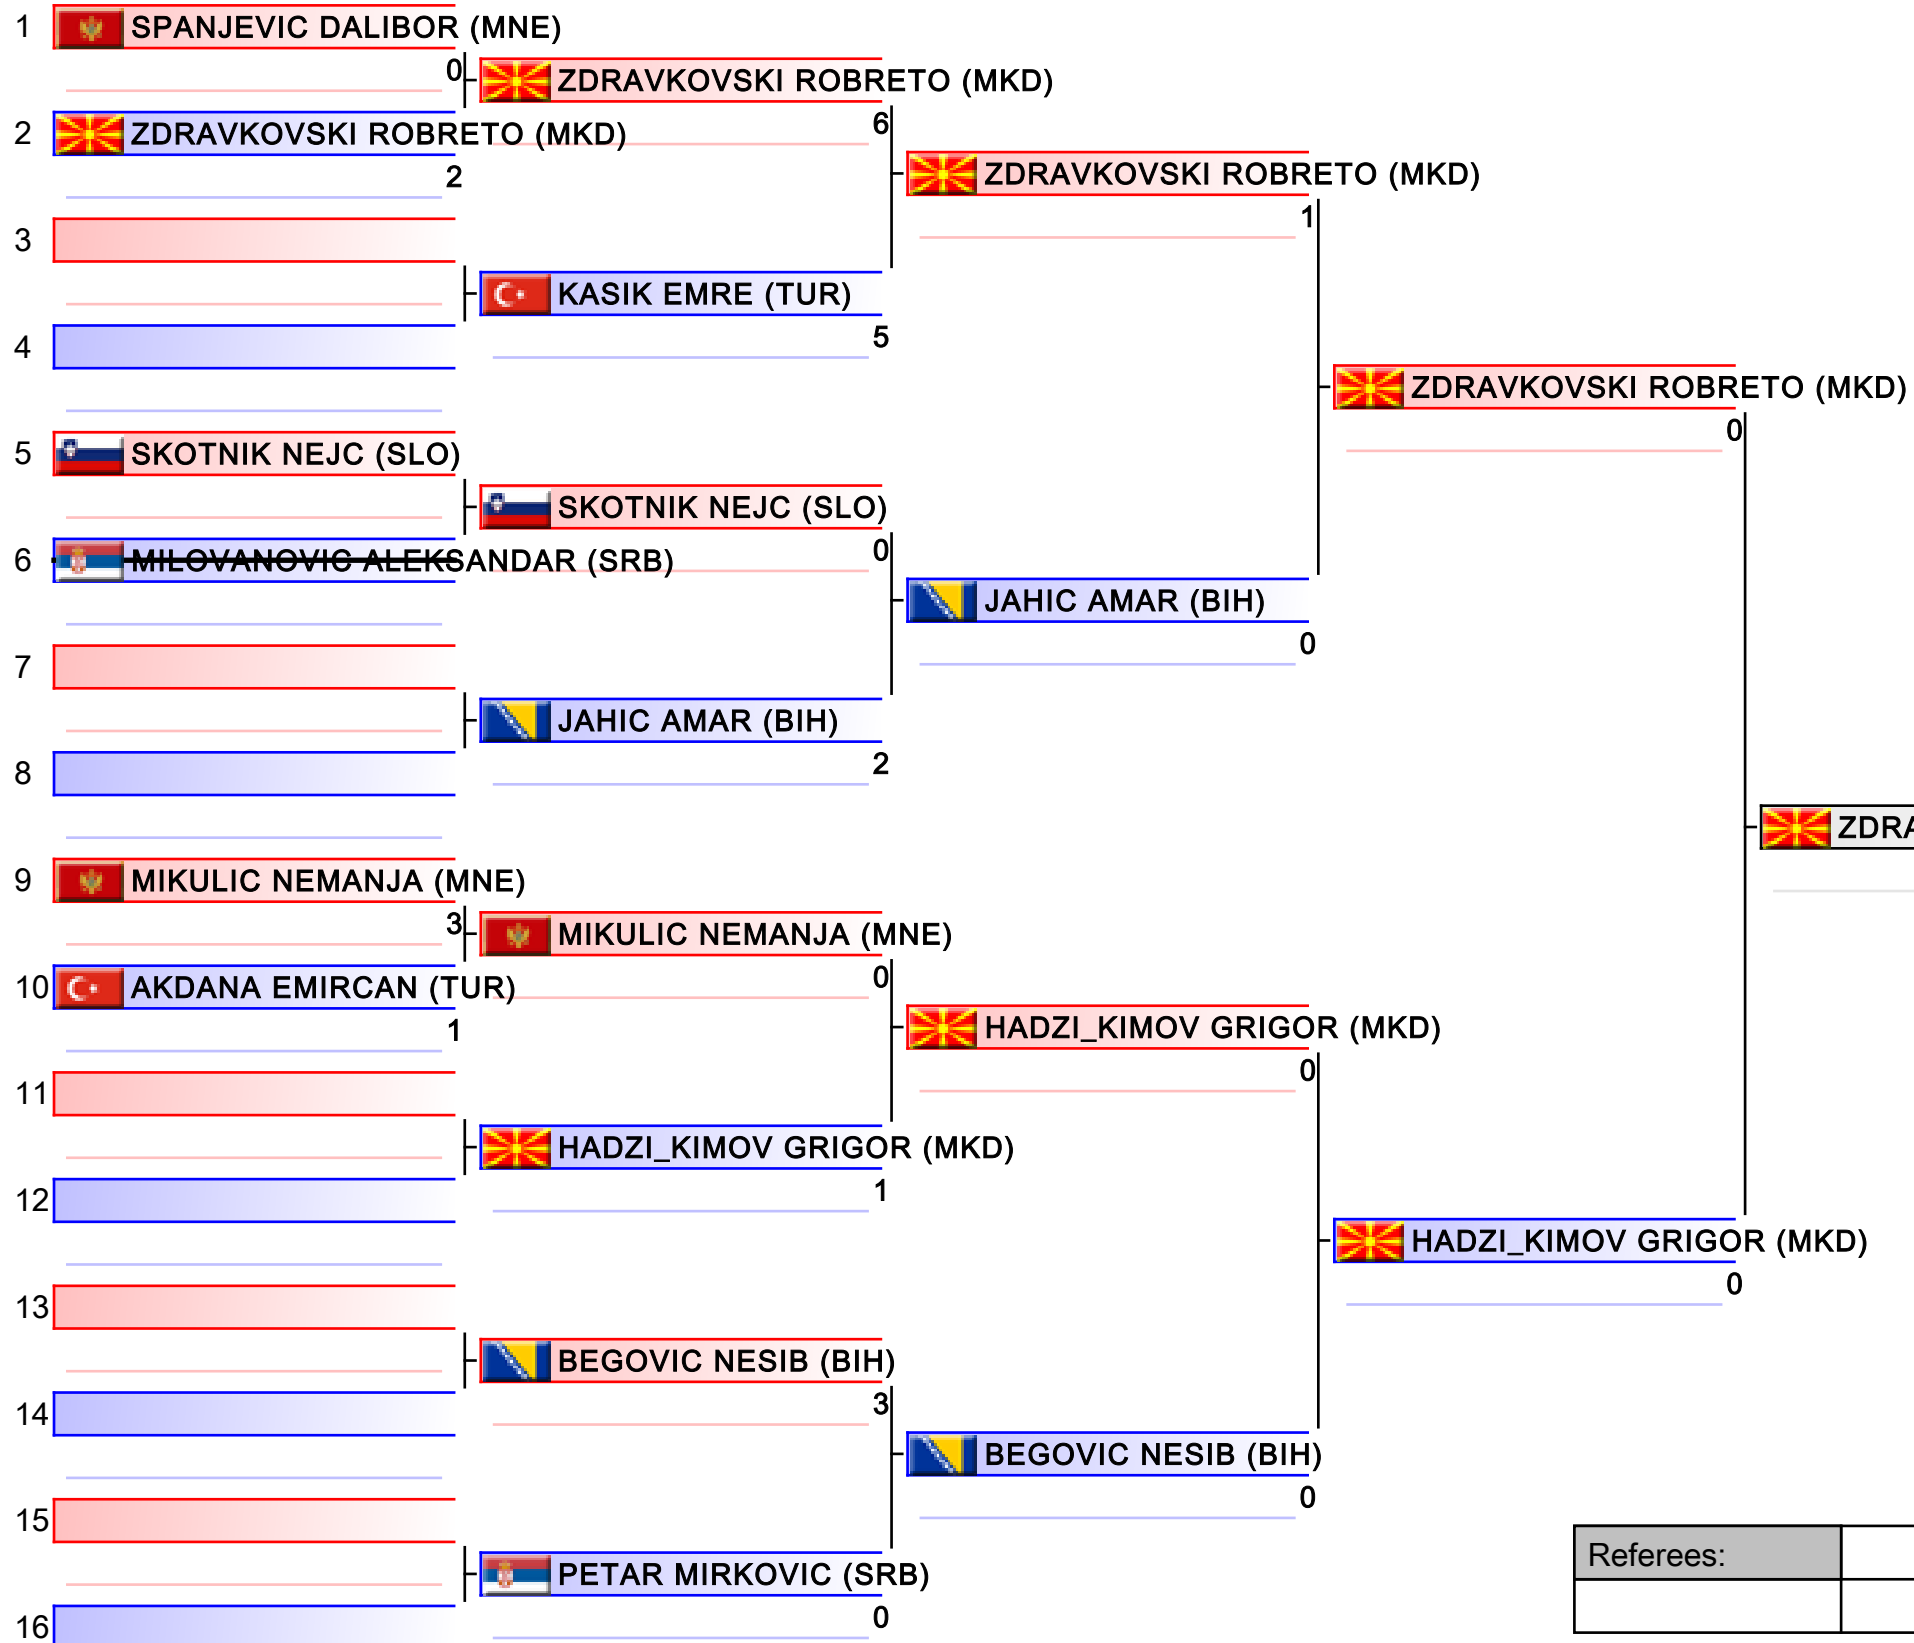 1 SPANJEVIC DALIBOR (MNE)
0 ZDRAVKOVSKI ROBRETO (MKD)
2 ZDRAVKOVSKI ROBRETO (MKD) 6
2 ZDRAVKOVSKI ROBRETO (MKD)
1
3
KASIK EMRE (TUR)
4 5
ZDRAVKOVSKI ROBRETO (MKD)
0
5 SKOTNIK NEJC (SLO)
SKOTNIK NEJC (SLO)
6 MILOVANOVIC ALEKSANDAR (SRB) 0
JAHIC AMAR (BIH)
0
7
JAHIC AMAR (BIH)
8 2
ZDRA
9 MIKULIC NEMANJA (MNE)
3 MIKULIC NEMANJA (MNE)
10 AKDANA EMIRCAN (TUR) 0
1 HADZI_KIMOV GRIGOR (MKD)
0
11
HADZI_KIMOV GRIGOR (MKD)
12 1
HADZI_KIMOV GRIGOR (MKD)
0
13
BEGOVIC NESIB (BIH)
14 3
BEGOVIC NESIB (BIH)
0
15
Referees:
PETAR MIRKOVIC (SRB)
16 0